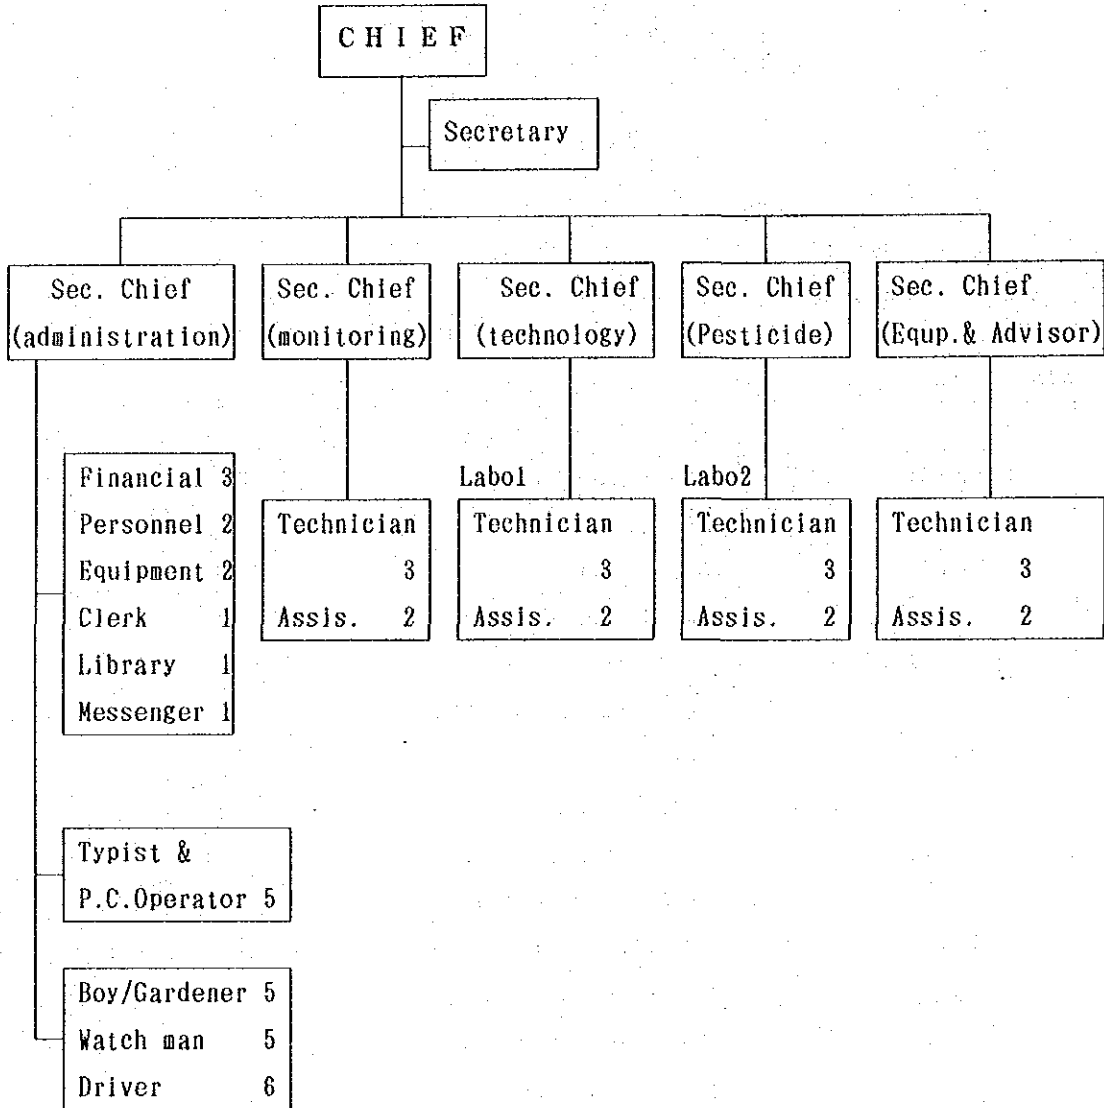 CHIEF
Secretary
Sec. Chief
(administration)
Sec. Chief
(monitoring)
Sec. Chief
(technology)
Sec. Chief
(Pesticide)
Sec. Chief
(Equp.& Advisor)
Financial 3
Personnel 2
Equipment 2
Clerk 1
Library 1
Messenger 1
Technician
3
Assis. 2
Labo1
Technician
3
Assis. 2
Labo2
Technician
3
Assis. 2
Technician
3
Assis. 2
Typist &
P.C.Operator 5
Boy/Gardener 5
Watch man 5
Driver 6